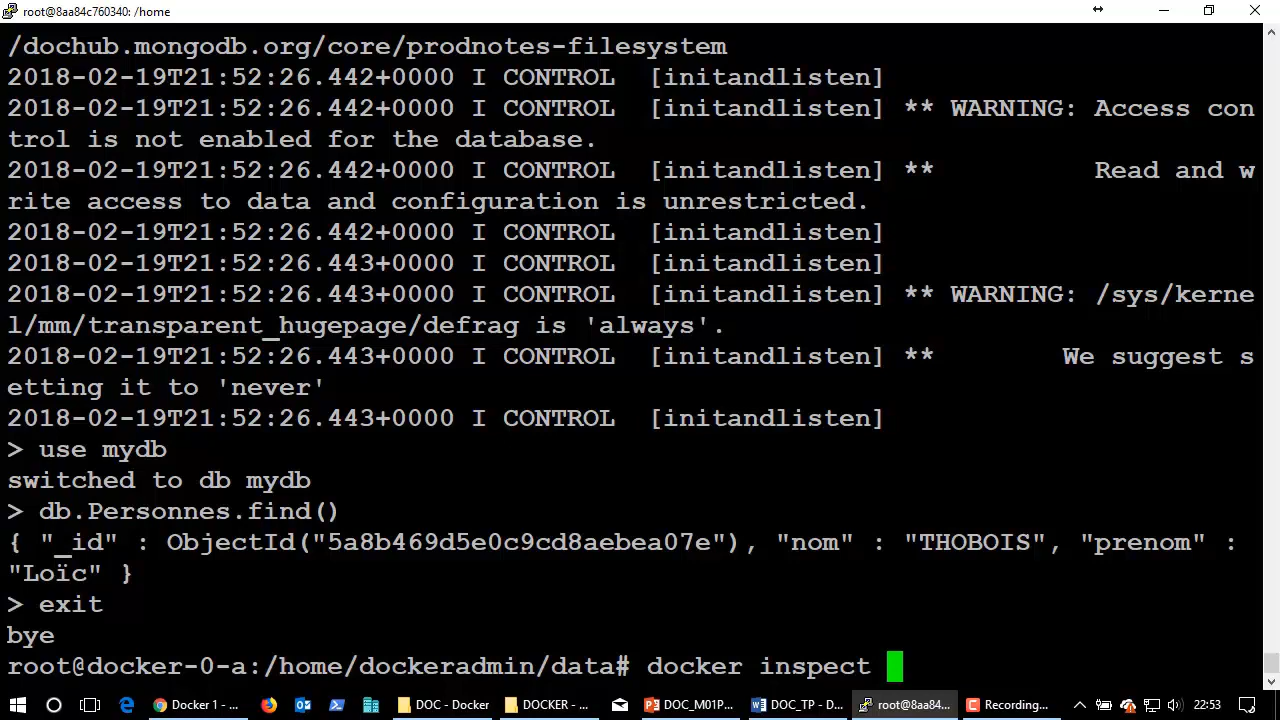 root@8aa84c760340: /home
/dochub.mongodb.org/core/prodnotes-filesystem
2018-02-19T21:52:26.442+0000 I CONTROL  [initandlisten]
2018-02-19T21:52:26.442+0000 I CONTROL  [initandlisten] ** WARNING: Access con
trol is not enabled for the database.
2018-02-19T21:52:26.442+0000 I CONTROL  [initandlisten] **          Read and w
rite access to data and configuration is unrestricted.
2018-02-19T21:52:26.442+0000 I CONTROL  [initandlisten]
2018-02-19T21:52:26.443+0000 I CONTROL  [initandlisten]
2018-02-19T21:52:26.443+0000 I CONTROL  [initandlisten] ** WARNING: /sys/kerne
l/mm/transparent_hugepage/defrag is 'always'.
2018-02-19T21:52:26.443+0000 I CONTROL  [initandlisten] **        We suggest s
etting it to 'never'
2018-02-19T21:52:26.443+0000 I CONTROL  [initandlisten]
> use mydb
switched to db mydb
> db.Personnes.find()
{ "_id" : ObjectId("5a8b469d5e0c9cd8aebea07e"), "nom" : "THOBOIS", "prenom" :
"Loïc" }
> exit
bye
root@docker-0-a:/home/dockeradmin/data# docker inspect
Docker 1 - ... DOC - Docker DOCKER - ... DOC_M01P... DOC_TP - D... root@8aa84... Recording... 22:53